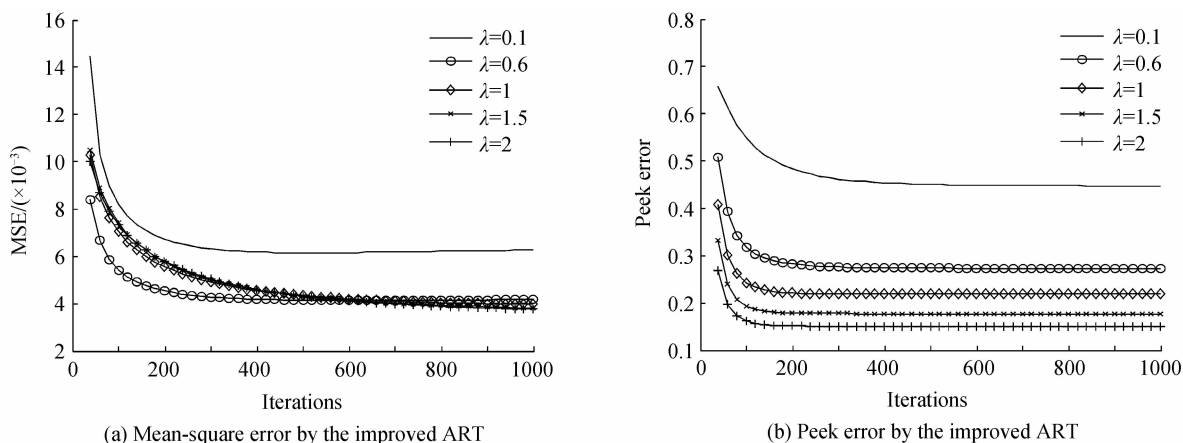 16
14
12
10
8
6
4
2
MSE/(×10⁻³)
0 200 400 600 800 1000
Iterations
λ=0.1
λ=0.6
λ=1
λ=1.5
λ=2
(a) Mean-square error by the improved ART
0.8
0.7
0.6
0.5
0.4
0.3
0.2
0.1
Peek error
0 200 400 600 800 1000
Iterations
λ=0.1
λ=0.6
λ=1
λ=1.5
λ=2
(b) Peek error by the improved ART